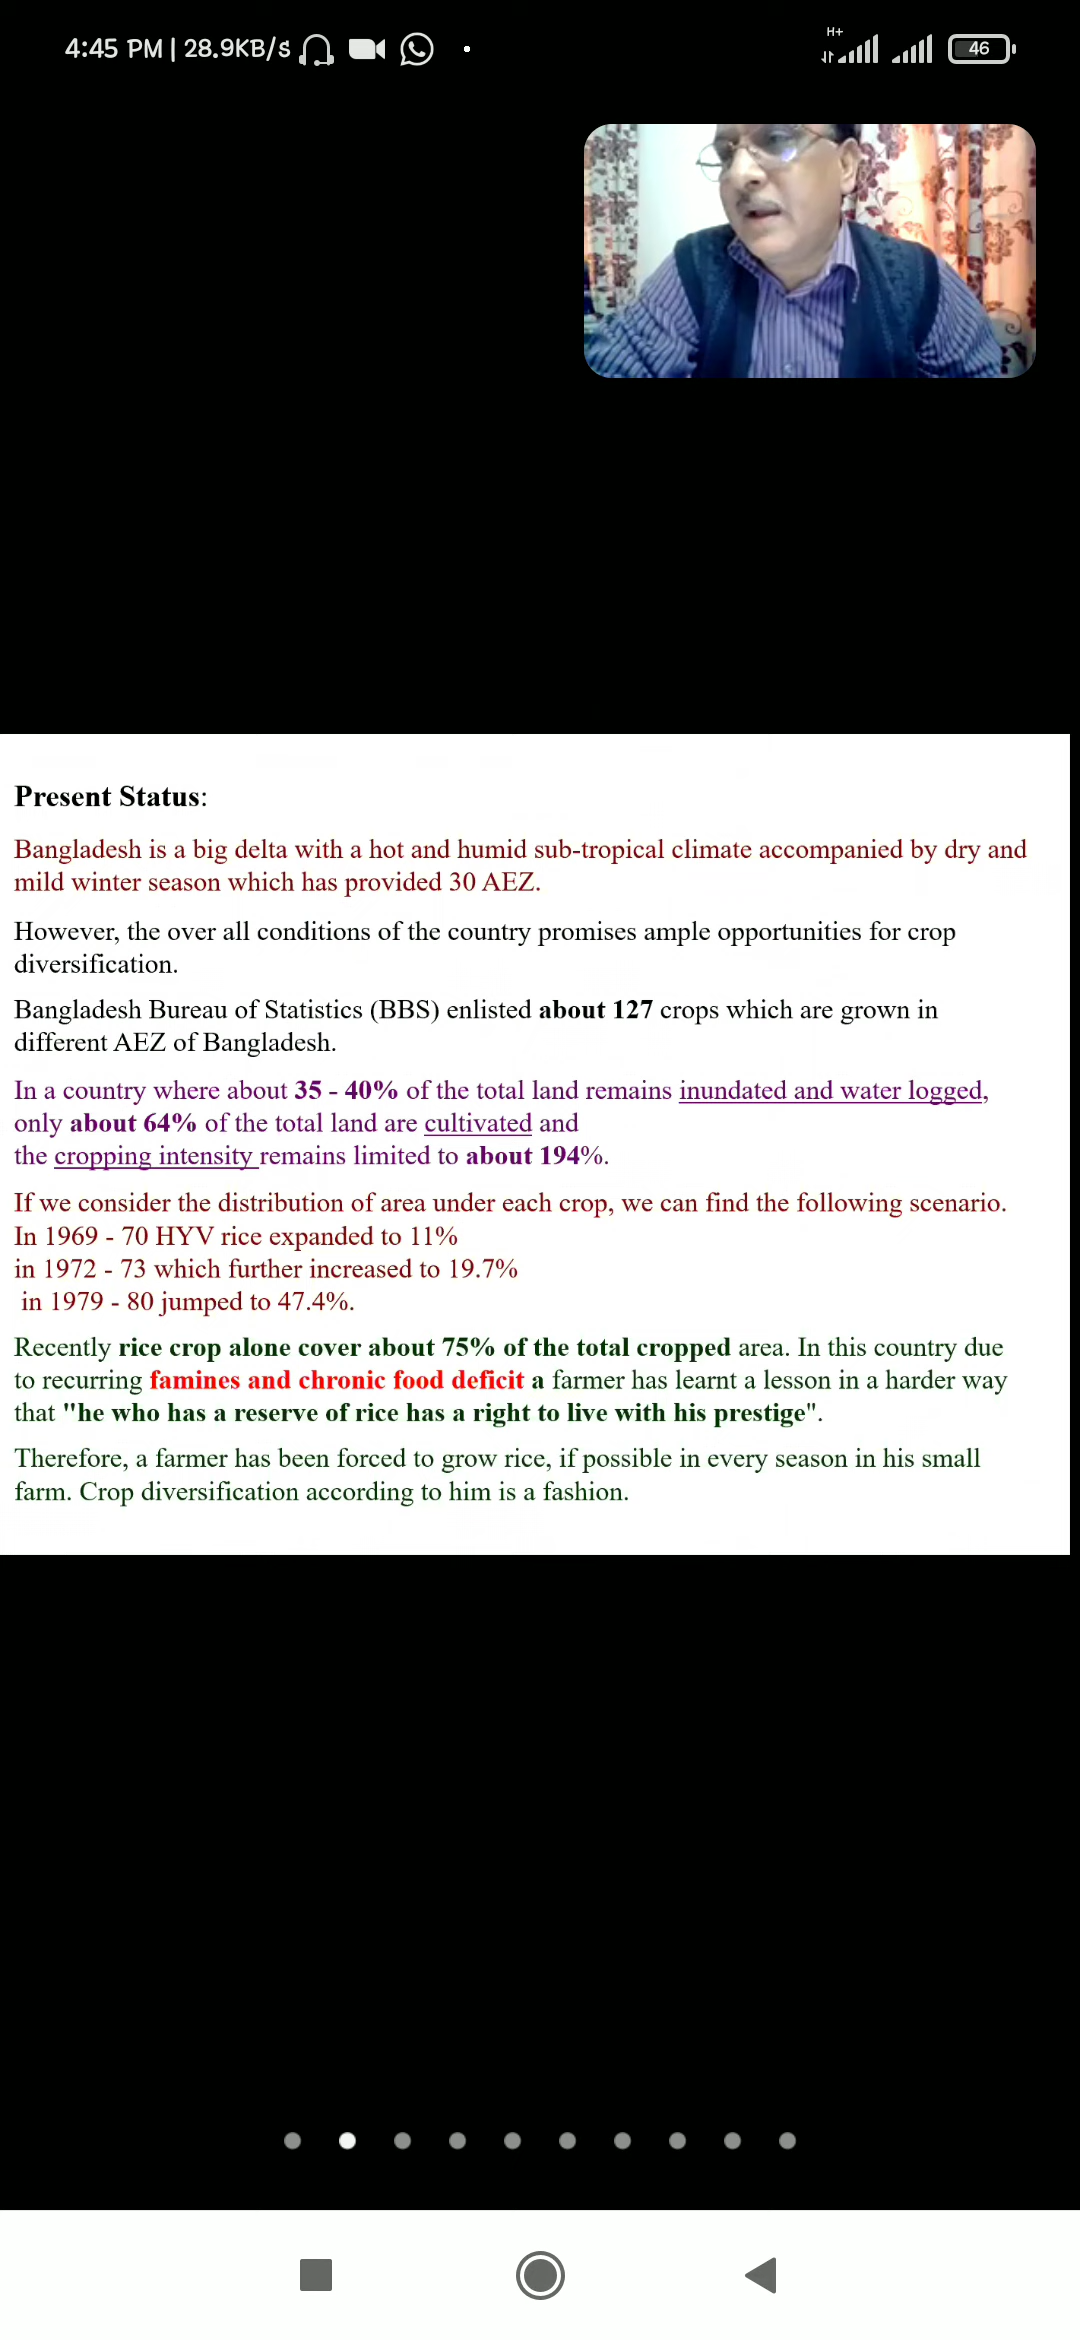 4:45 PM | 28.9KB/s
H+
46
Present Status:
Bangladesh is a big delta with a hot and humid sub-tropical climate accompanied by dry and
mild winter season which has provided 30 AEZ.
However, the over all conditions of the country promises ample opportunities for crop
diversification.
Bangladesh Bureau of Statistics (BBS) enlisted about 127 crops which are grown in
different AEZ of Bangladesh.
In a country where about 35 - 40% of the total land remains inundated and water logged,
only about 64% of the total land are cultivated and
the cropping intensity remains limited to about 194%.
If we consider the distribution of area under each crop, we can find the following scenario.
In 1969 - 70 HYV rice expanded to 11%
in 1972 - 73 which further increased to 19.7%
in 1979 - 80 jumped to 47.4%.
Recently rice crop alone cover about 75% of the total cropped area. In this country due
to recurring famines and chronic food deficit a farmer has learnt a lesson in a harder way
that "he who has a reserve of rice has a right to live with his prestige".
Therefore, a farmer has been forced to grow rice, if possible in every season in his small
farm. Crop diversification according to him is a fashion.